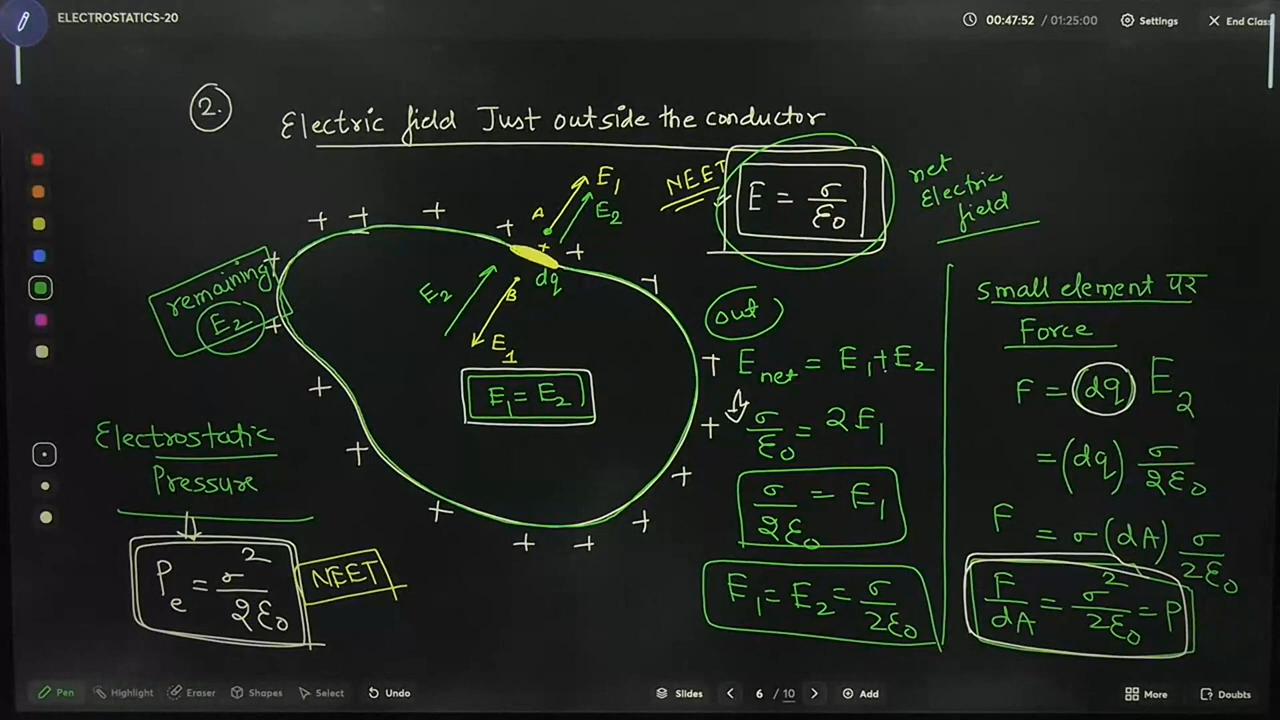 ELECTROSTATICS-20
00:47:52 / 01:25:00
Settings
End Class
2.
Electric field Just outside the conductor
NEET
E = σ/ε₀
net
Electric
field
E₁
E₂
A
+ + + + + + +
dq
B
E₂
E₁
E₁ = E₂
remaining
E₂
Electrostatic
Pressure
Pₑ = σ²/2ε₀
NEET
out
E net = E₁ + E₂
σ/ε₀ = 2E₁
σ/2ε₀ = E₁
E₁ = E₂ = σ/2ε₀
small element पर
Force
F = dq E₂
= (dq) σ/2ε₀
F = σ(dA) σ/2ε₀
F/dA = σ²/2ε₀ = P
Pen
Highlight
Eraser
Shapes
Select
Undo
Slides
6 / 10
Add
More
Doubts